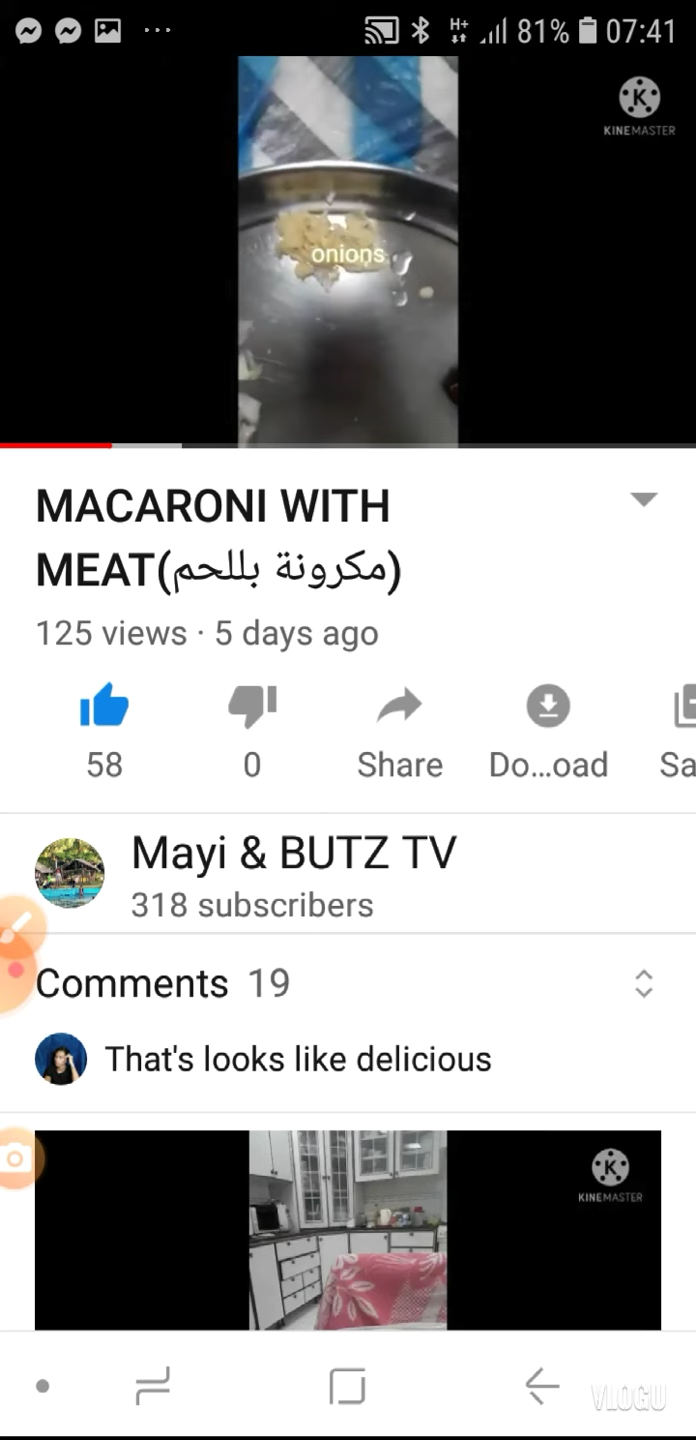 H+ 81% 07:41
KINEMASTER
onions
MACARONI WITH
MEAT(مكرونة بللحم)
125 views · 5 days ago
58 0 Share Do...oad Sa
Mayi & BUTZ TV
318 subscribers
Comments 19
That's looks like delicious
KINEMASTER
VLOGU